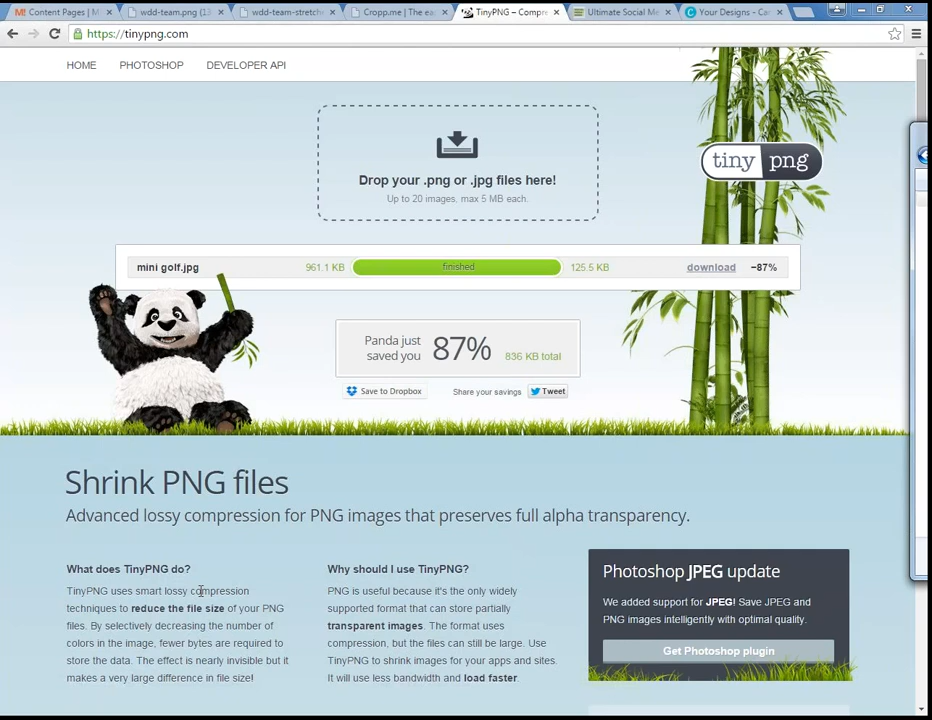 Content Pages | M
wdd-team.png (13
wdd-team-stretch
Cropp.me | The ea
TinyPNG – Compre
Ultimate Social Me
Your Designs - Ca
https://tinypng.com
HOME PHOTOSHOP DEVELOPER API
Drop your .png or .jpg files here!
Up to 20 images, max 5 MB each.
tiny png
mini golf.jpg 961.1 KB finished 125.5 KB download −87%
Panda just
saved you
87% 836 KB total
Save to Dropbox Share your savings Tweet
Shrink PNG files
Advanced lossy compression for PNG images that preserves full alpha transparency.
What does TinyPNG do?
TinyPNG uses smart lossy compression
techniques to reduce the file size of your PNG
files. By selectively decreasing the number of
colors in the image, fewer bytes are required to
store the data. The effect is nearly invisible but it
makes a very large difference in file size!
Why should I use TinyPNG?
PNG is useful because it's the only widely
supported format that can store partially
transparent images. The format uses
compression, but the files can still be large. Use
TinyPNG to shrink images for your apps and sites.
It will use less bandwidth and load faster.
Photoshop JPEG update
We added support for JPEG! Save JPEG and
PNG images intelligently with optimal quality.
Get Photoshop plugin